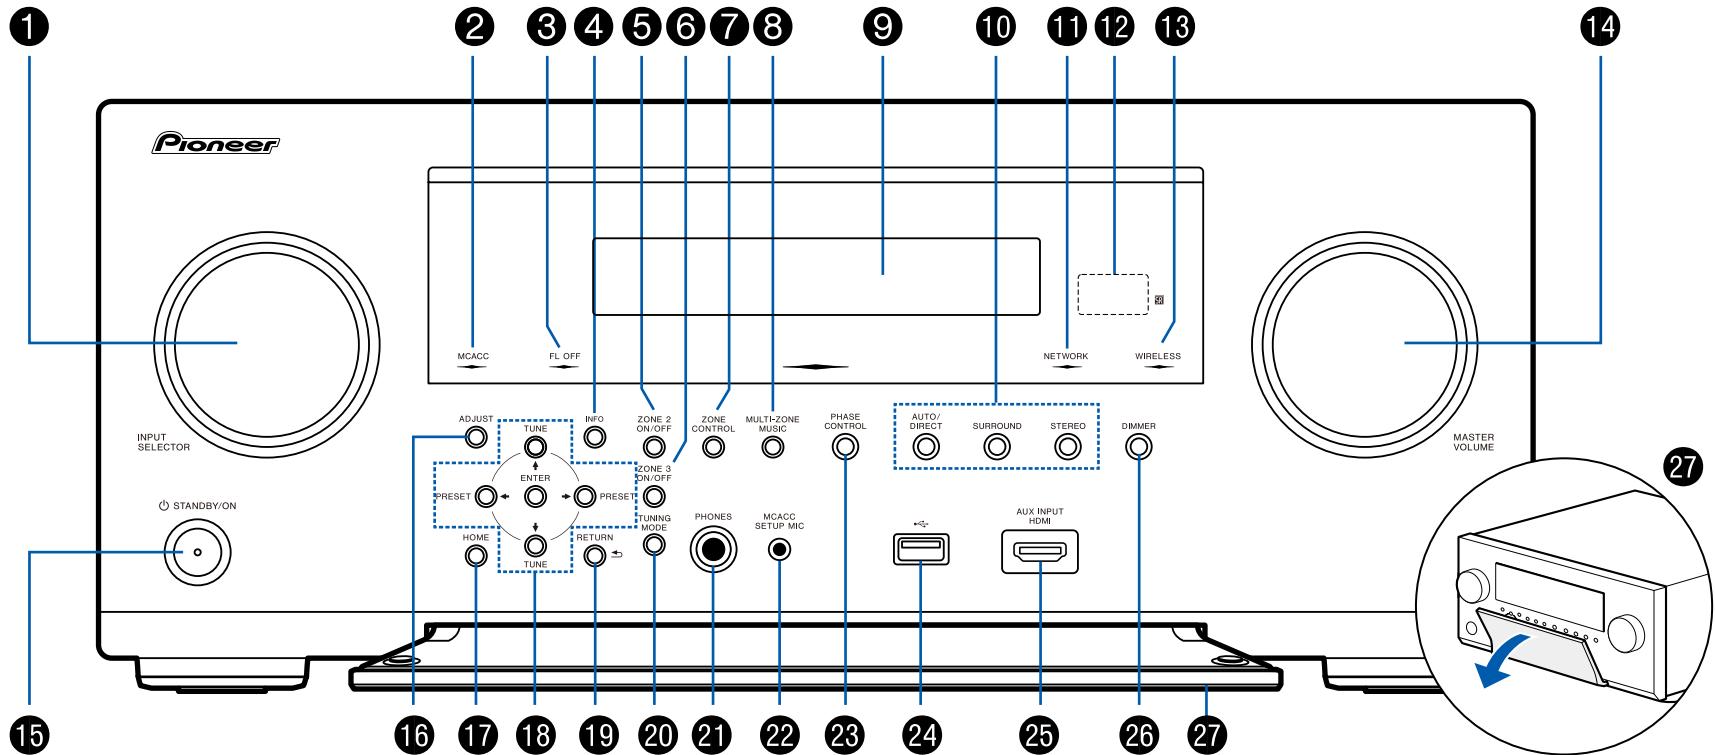 1 2 3 4 5 6 7 8 9 10 11 12 13 14
Pioneer
MCACC
FL OFF
NETWORK
WIRELESS
INPUT
SELECTOR
ADJUST
TUNE
INFO
ZONE 2
ON/OFF
ZONE
CONTROL
MULTI-ZONE
MUSIC
PHASE
CONTROL
AUTO/
DIRECT
SURROUND
STEREO
DIMMER
MASTER
VOLUME
27
PRESET
ENTER
PRESET
ZONE 3
ON/OFF
STANDBY/ON
HOME
TUNE
RETURN
TUNING
MODE
PHONES
MCACC
SETUP MIC
AUX INPUT
HDMI
15 16 17 18 19 20 21 22 23 24 25 26 27